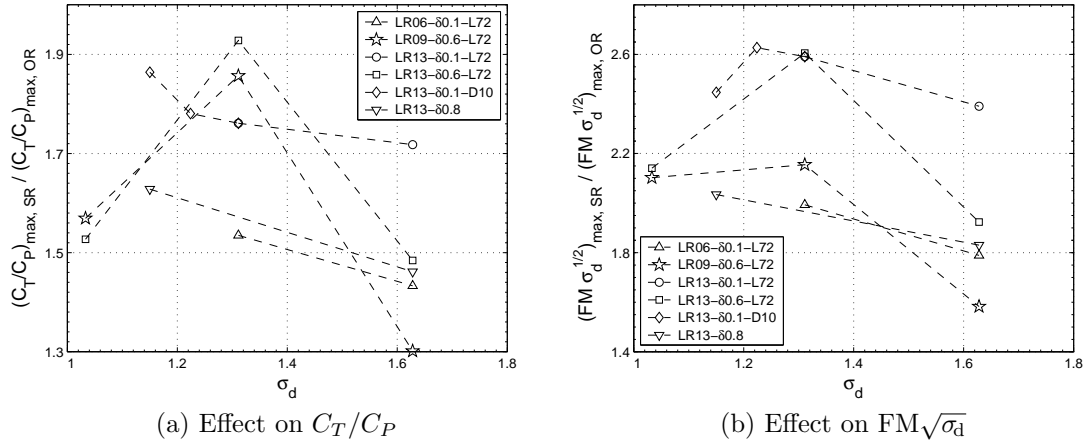 (C_T/C_P)_max, SR / (C_T/C_P)_max, OR
2.1
1.9
1.7
1.5
1.3
1
1.2
1.4
1.6
1.8
σ_d
LR06−δ0.1−L72
LR09−δ0.6−L72
LR13−δ0.1−L72
LR13−δ0.6−L72
LR13−δ0.1−D10
LR13−δ0.8
(a) Effect on C_T/C_P
(FM σ_d^1/2)_max, SR / (FM σ_d^1/2)_max, OR
2.6
2.2
1.8
1.4
1
1.2
1.4
1.6
1.8
σ_d
LR06−δ0.1−L72
LR09−δ0.6−L72
LR13−δ0.1−L72
LR13−δ0.6−L72
LR13−δ0.1−D10
LR13−δ0.8
(b) Effect on FM√σ_d